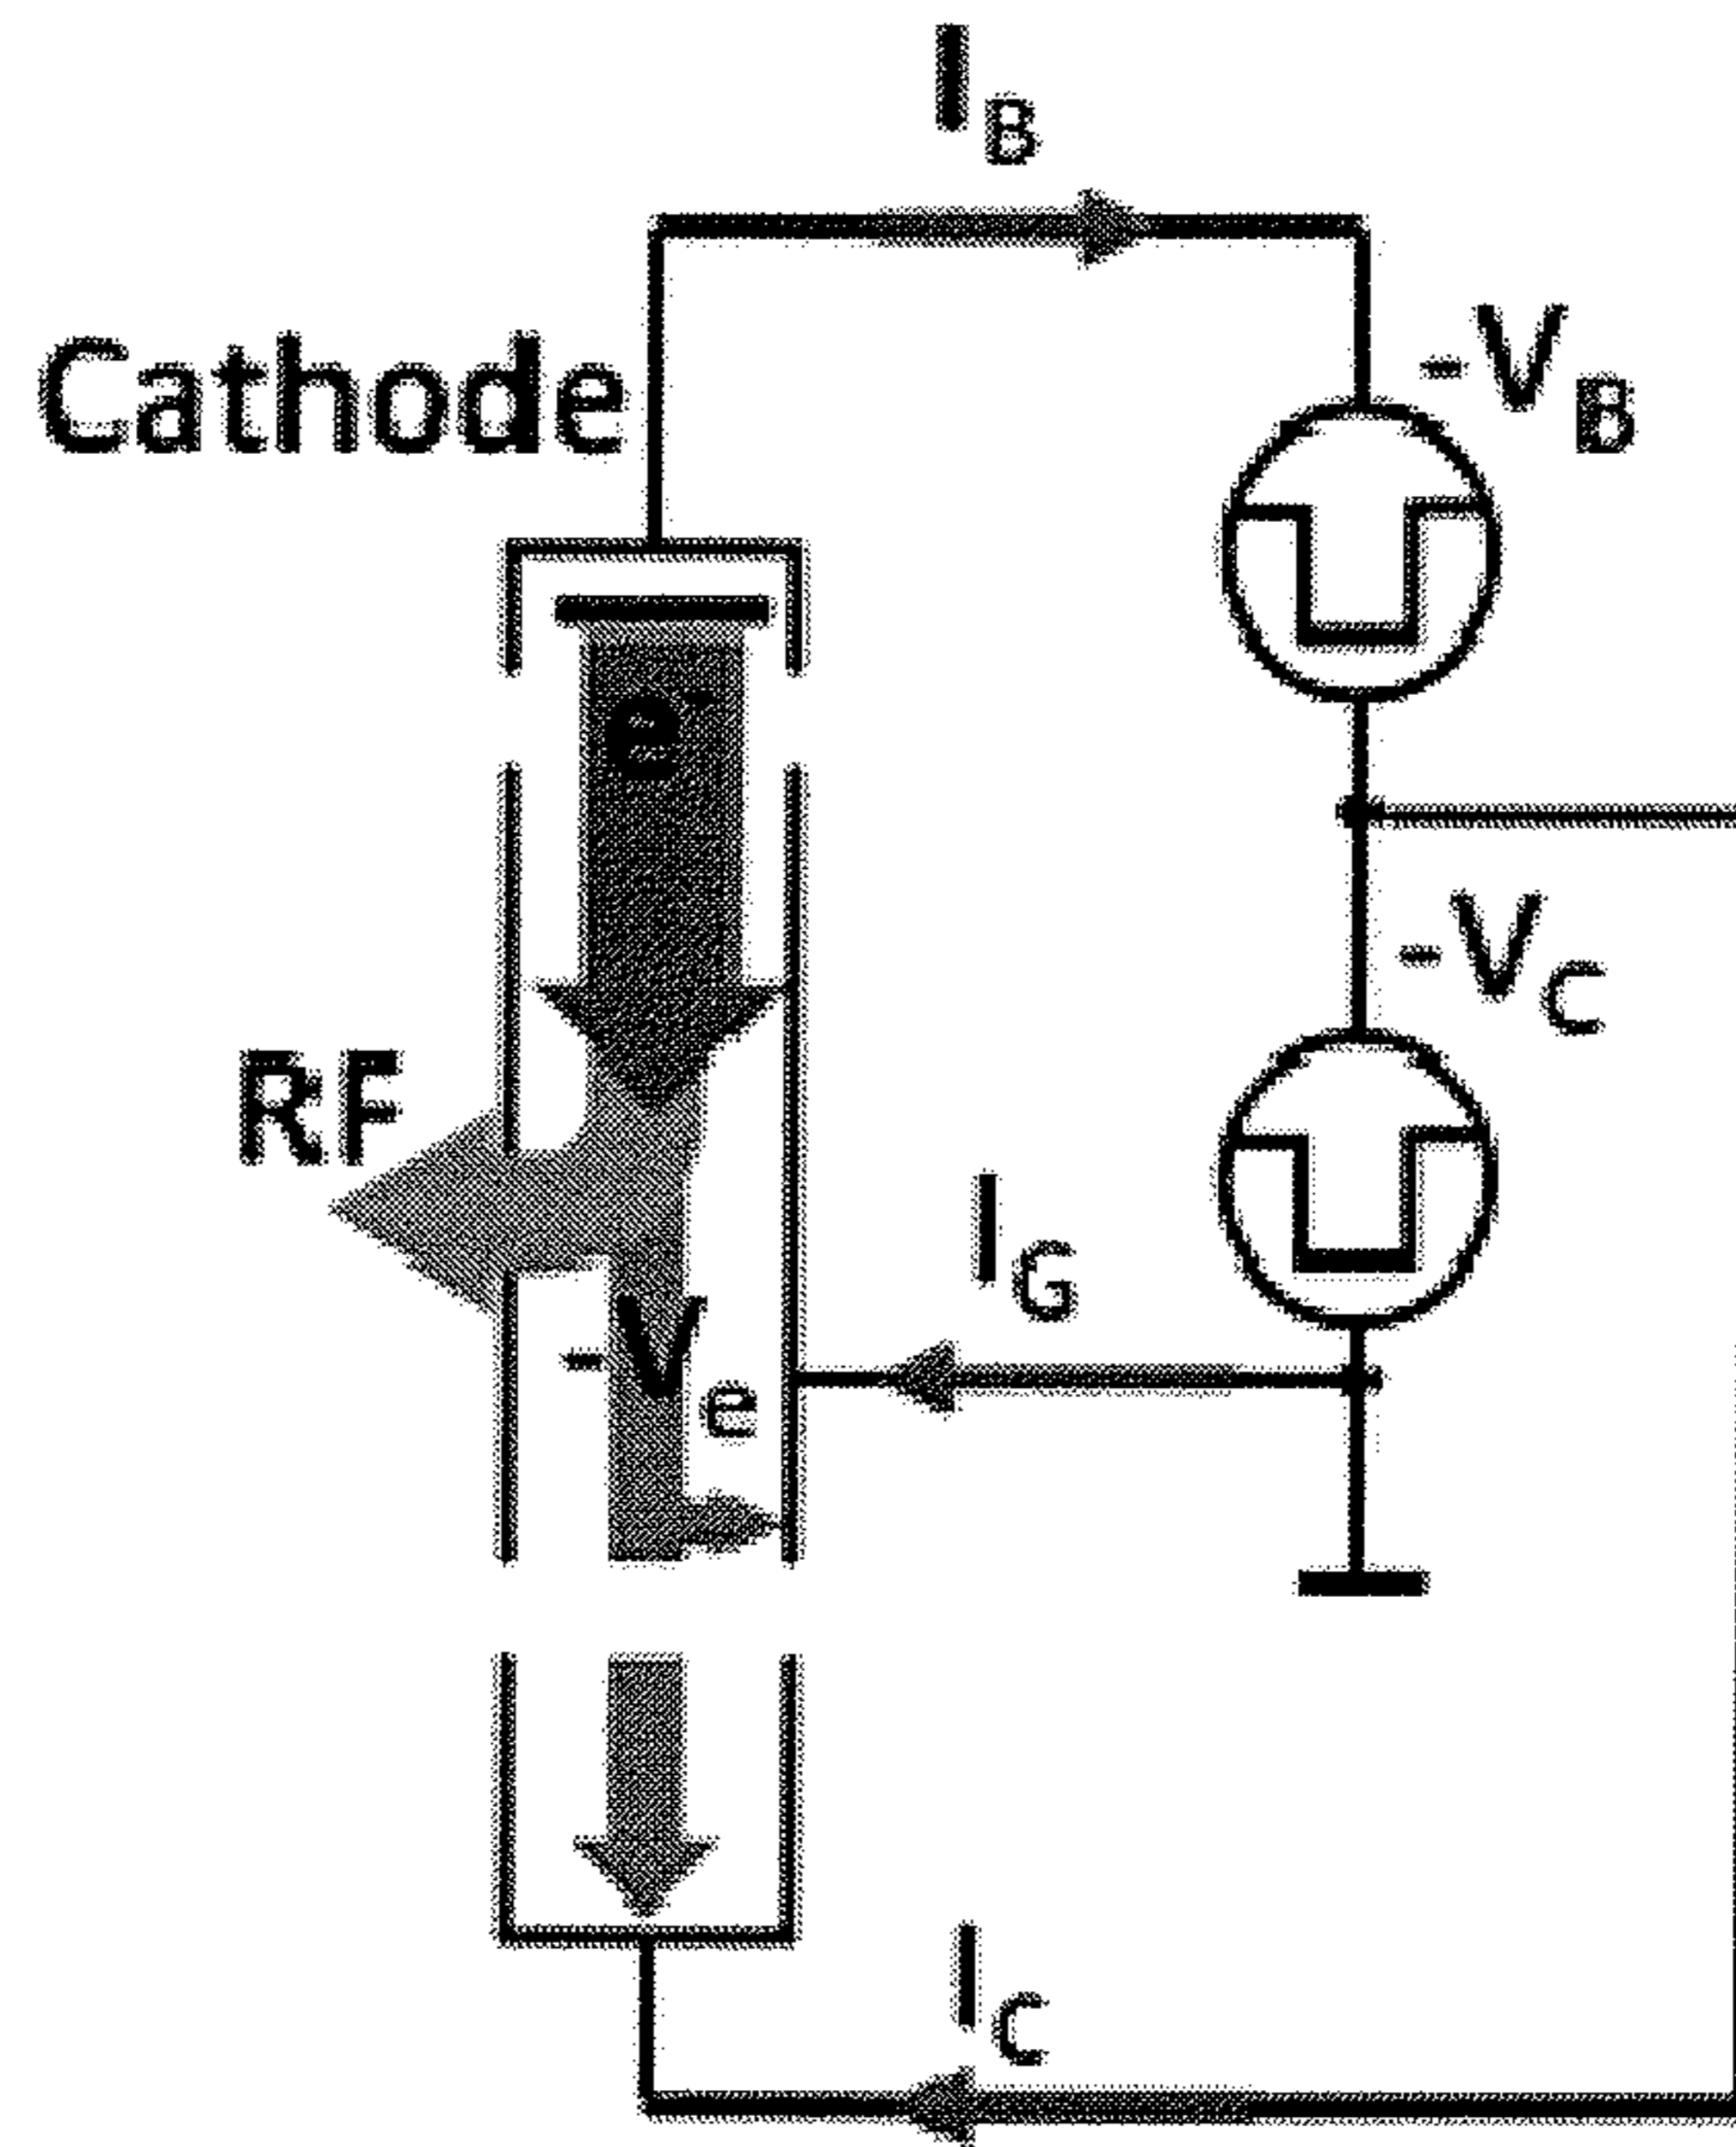 I_B
Cathode
-V_B
e-
-V_C
RF
I_G
-V_e
I_C